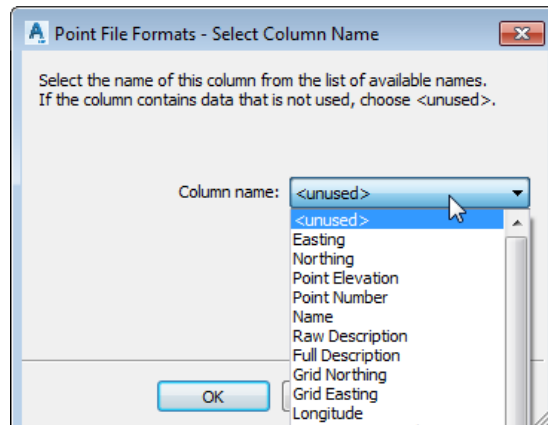 Point File Formats - Select Column Name
Select the name of this column from the list of available names.
If the column contains data that is not used, choose <unused>.
Column name: <unused>
<unused>
Easting
Northing
Point Elevation
Point Number
Name
Raw Description
Full Description
Grid Northing
Grid Easting
OK
Longitude